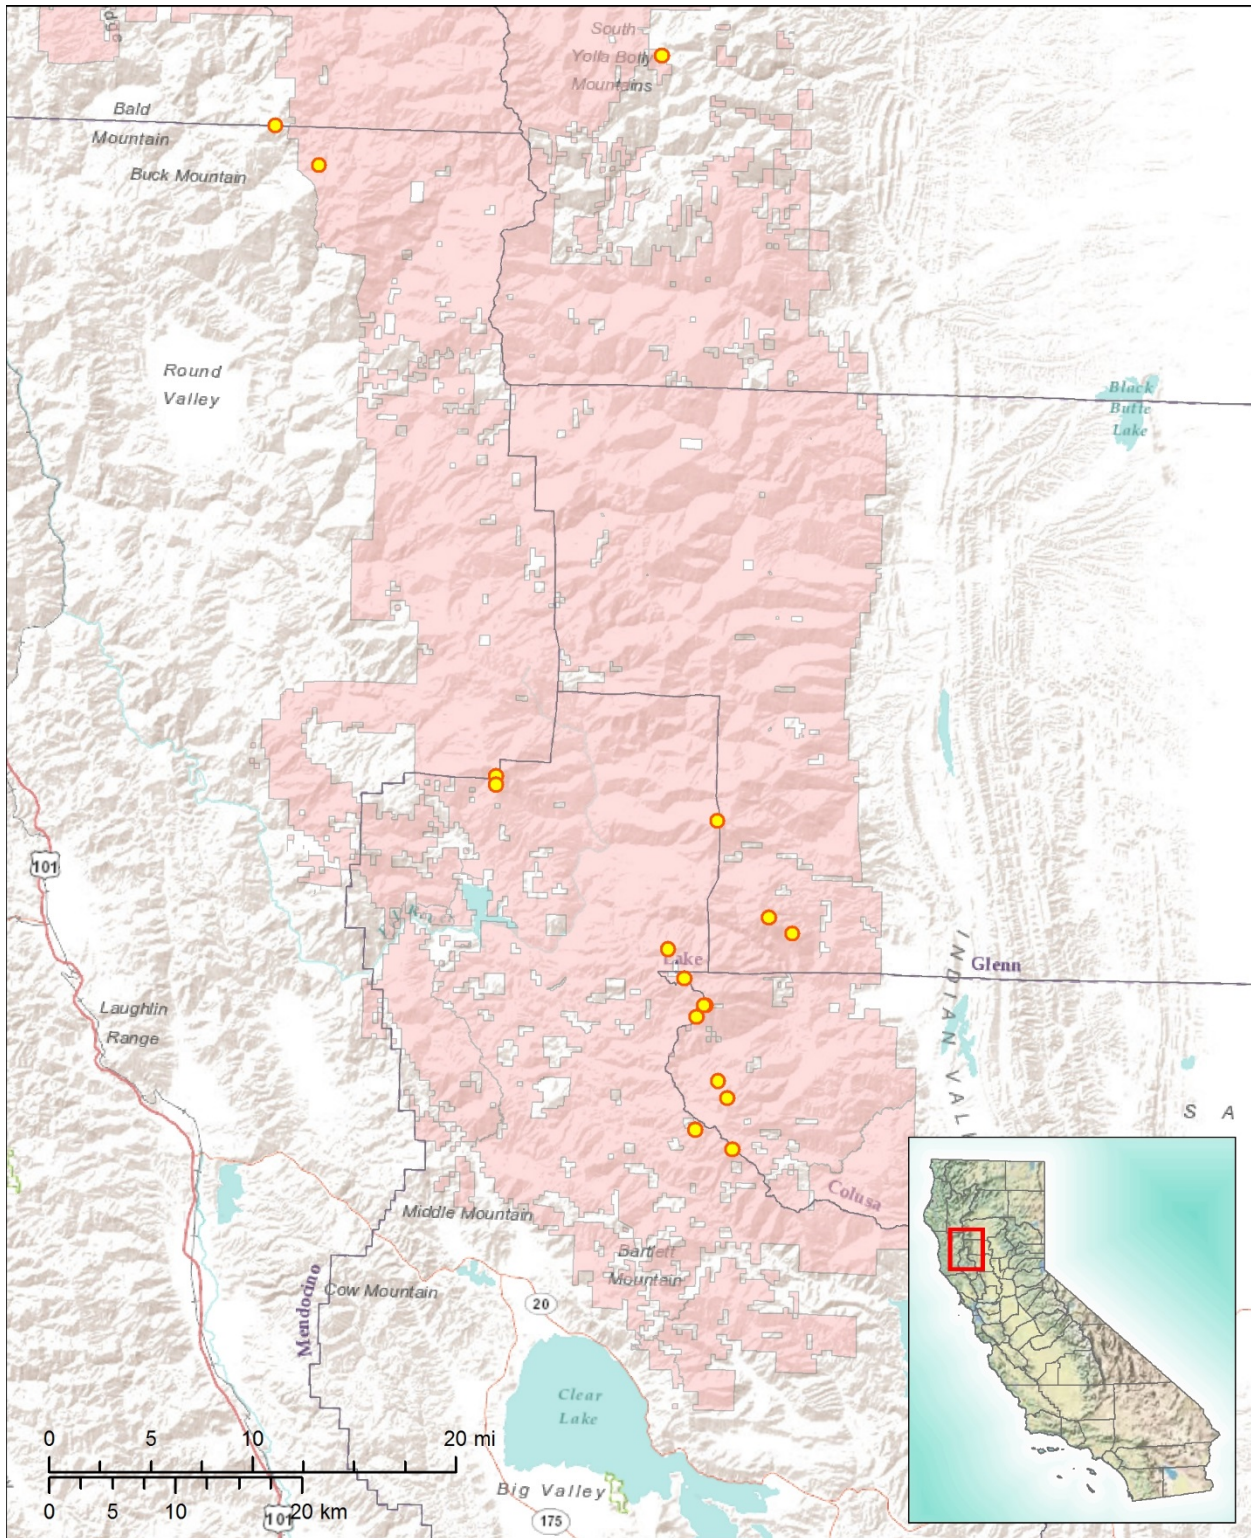 South
Yolla Bolly
Mountains
Bald
Mountain
Buck Mountain
Round
Valley
Black
Butte
Lake
101
Lake
Glenn
INDIAN VAL
Laughlin
Range
S A
Colusa
Middle Mountain
Bartlett
Mountain
Mendocino
Cow Mountain
20
Clear
Lake
0 5 10 20 mi
Big Valley
0 5 10 20 km
101
175